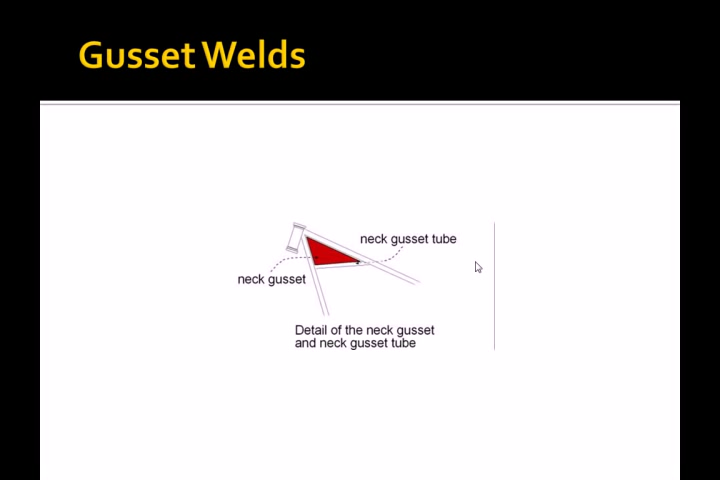 Gusset Welds
neck gusset tube
neck gusset
Detail of the neck gusset
and neck gusset tube